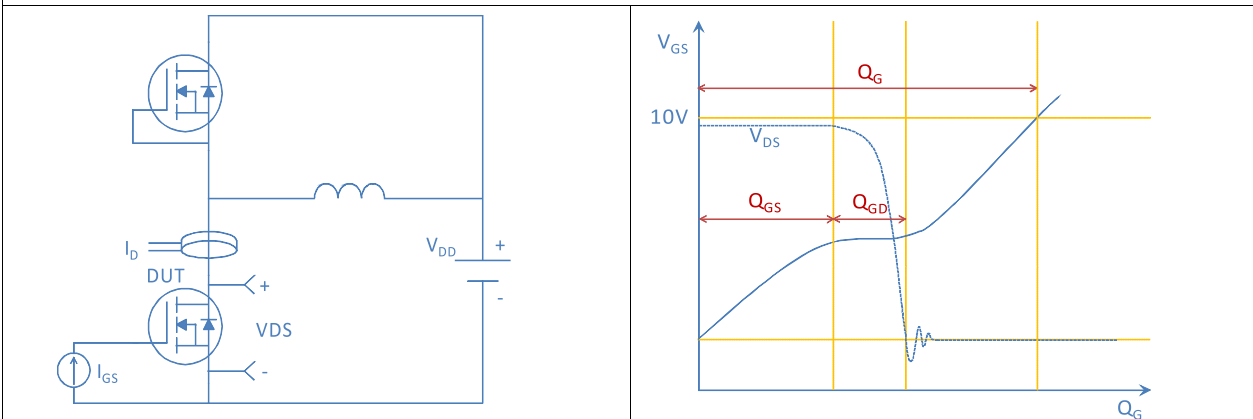 I_D
DUT
+
VDS
-
I_GS
V_DD
+
-
V_GS
Q_G
10V
V_DS
Q_GS
Q_GD
Q_G